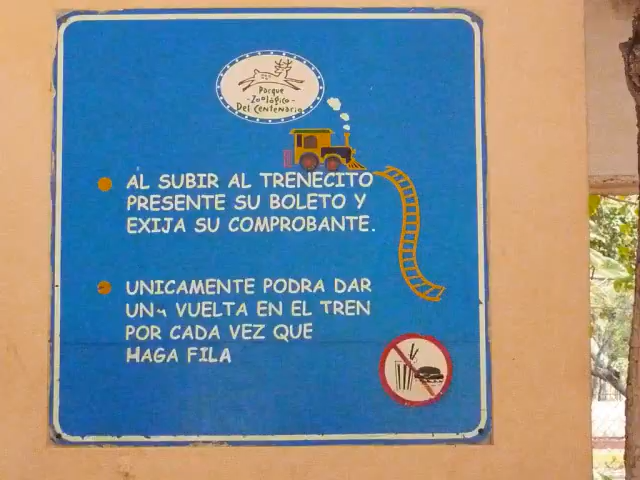 Parque
-Zoológico-
Del Centenario
AL SUBIR AL TRENECITO
PRESENTE SU BOLETO Y
EXIJA SU COMPROBANTE.
UNICAMENTE PODRA DAR
UNA VUELTA EN EL TREN
POR CADA VEZ QUE
HAGA FILA